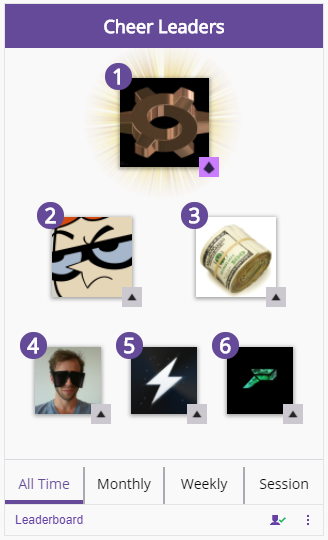 Cheer Leaders
1
2
3
4
5
6
All Time
Monthly
Weekly
Session
Leaderboard